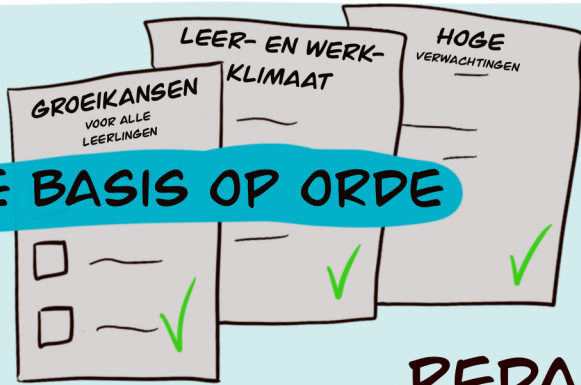 GROEIKANSEN
VOOR ALLE
LEERLINGEN
LEER- EN WERK-
KLIMAAT
HOGE
VERWACHTINGEN
BASIS OP ORDE